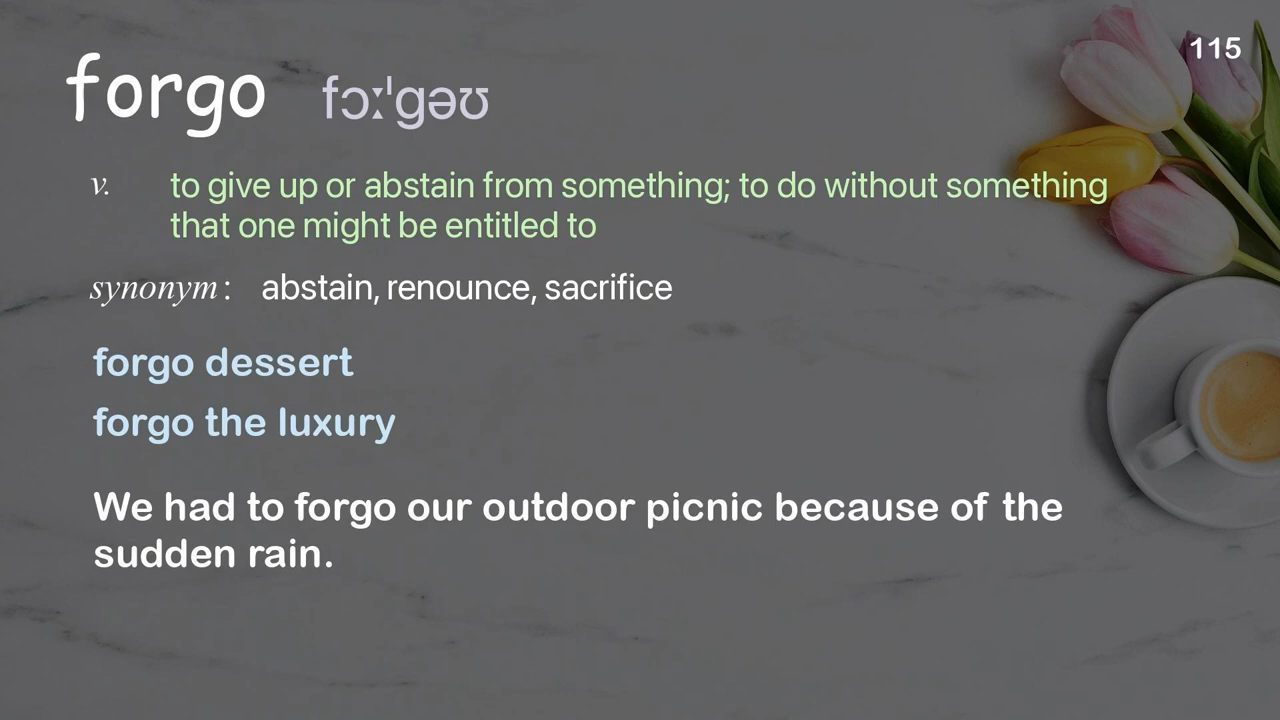 115
forgo fɔːˈɡəʊ
v. to give up or abstain from something; to do without something
that one might be entitled to
synonym: abstain, renounce, sacrifice
forgo dessert
forgo the luxury
We had to forgo our outdoor picnic because of the
sudden rain.